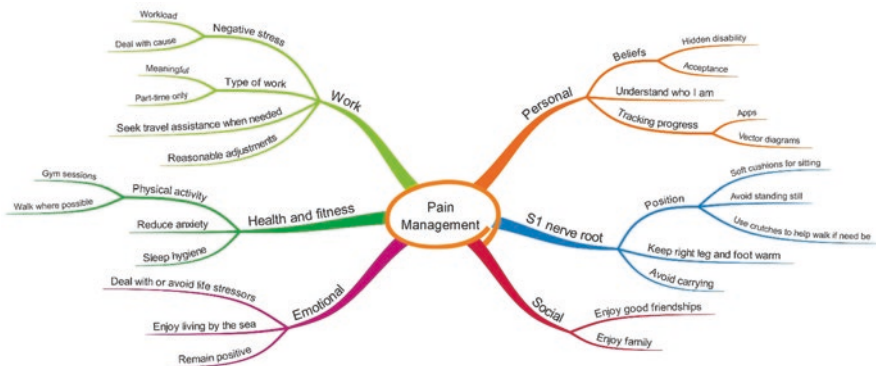 Pain
Management
Work
Negative stress
Workload
Deal with cause
Type of work
Meaningful
Part-time only
Seek travel assistance when needed
Reasonable adjustments
Health and fitness
Physical activity
Gym sessions
Walk where possible
Reduce anxiety
Sleep hygiene
Emotional
Deal with or avoid life stressors
Enjoy living by the sea
Remain positive
Personal
Beliefs
Hidden disability
Acceptance
Understand who I am
Tracking progress
Apps
Vector diagrams
S1 nerve root
Position
Soft cushions for sitting
Avoid standing still
Use crutches to help walk if need be
Keep right leg and foot warm
Avoid carrying
Social
Enjoy good friendships
Enjoy family